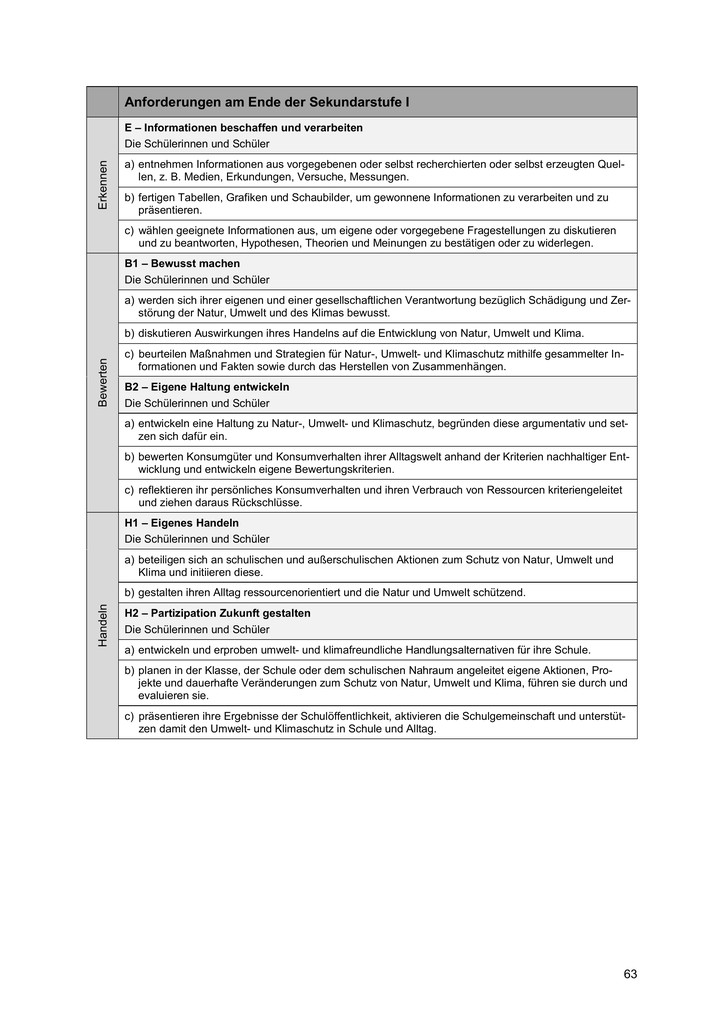 Anforderungen am Ende der Sekundarstufe I
Erkennen
E – Informationen beschaffen und verarbeiten
Die Schülerinnen und Schüler
a) entnehmen Informationen aus vorgegebenen oder selbst recherchierten oder selbst erzeugten Quel-
len, z. B. Medien, Erkundungen, Versuche, Messungen.
b) fertigen Tabellen, Grafiken und Schaubilder, um gewonnene Informationen zu verarbeiten und zu
präsentieren.
c) wählen geeignete Informationen aus, um eigene oder vorgegebene Fragestellungen zu diskutieren
und zu beantworten, Hypothesen, Theorien und Meinungen zu bestätigen oder zu widerlegen.
Bewerten
B1 – Bewusst machen
Die Schülerinnen und Schüler
a) werden sich ihrer eigenen und einer gesellschaftlichen Verantwortung bezüglich Schädigung und Zer-
störung der Natur, Umwelt und des Klimas bewusst.
b) diskutieren Auswirkungen ihres Handelns auf die Entwicklung von Natur, Umwelt und Klima.
c) beurteilen Maßnahmen und Strategien für Natur-, Umwelt- und Klimaschutz mithilfe gesammelter In-
formationen und Fakten sowie durch das Herstellen von Zusammenhängen.
B2 – Eigene Haltung entwickeln
Die Schülerinnen und Schüler
a) entwickeln eine Haltung zu Natur-, Umwelt- und Klimaschutz, begründen diese argumentativ und set-
zen sich dafür ein.
b) bewerten Konsumgüter und Konsumverhalten ihrer Alltagswelt anhand der Kriterien nachhaltiger Ent-
wicklung und entwickeln eigene Bewertungskriterien.
c) reflektieren ihr persönliches Konsumverhalten und ihren Verbrauch von Ressourcen kriteriengeleitet
und ziehen daraus Rückschlüsse.
Handeln
H1 – Eigenes Handeln
Die Schülerinnen und Schüler
a) beteiligen sich an schulischen und außerschulischen Aktionen zum Schutz von Natur, Umwelt und
Klima und initiieren diese.
b) gestalten ihren Alltag ressourcenorientiert und die Natur und Umwelt schützend.
H2 – Partizipation Zukunft gestalten
Die Schülerinnen und Schüler
a) entwickeln und erproben umwelt- und klimafreundliche Handlungsalternativen für ihre Schule.
b) planen in der Klasse, der Schule oder dem schulischen Nahraum angeleitet eigene Aktionen, Pro-
jekte und dauerhafte Veränderungen zum Schutz von Natur, Umwelt und Klima, führen sie durch und
evaluieren sie.
c) präsentieren ihre Ergebnisse der Schulöffentlichkeit, aktivieren die Schulgemeinschaft und unterstüt-
zen damit den Umwelt- und Klimaschutz in Schule und Alltag.
63